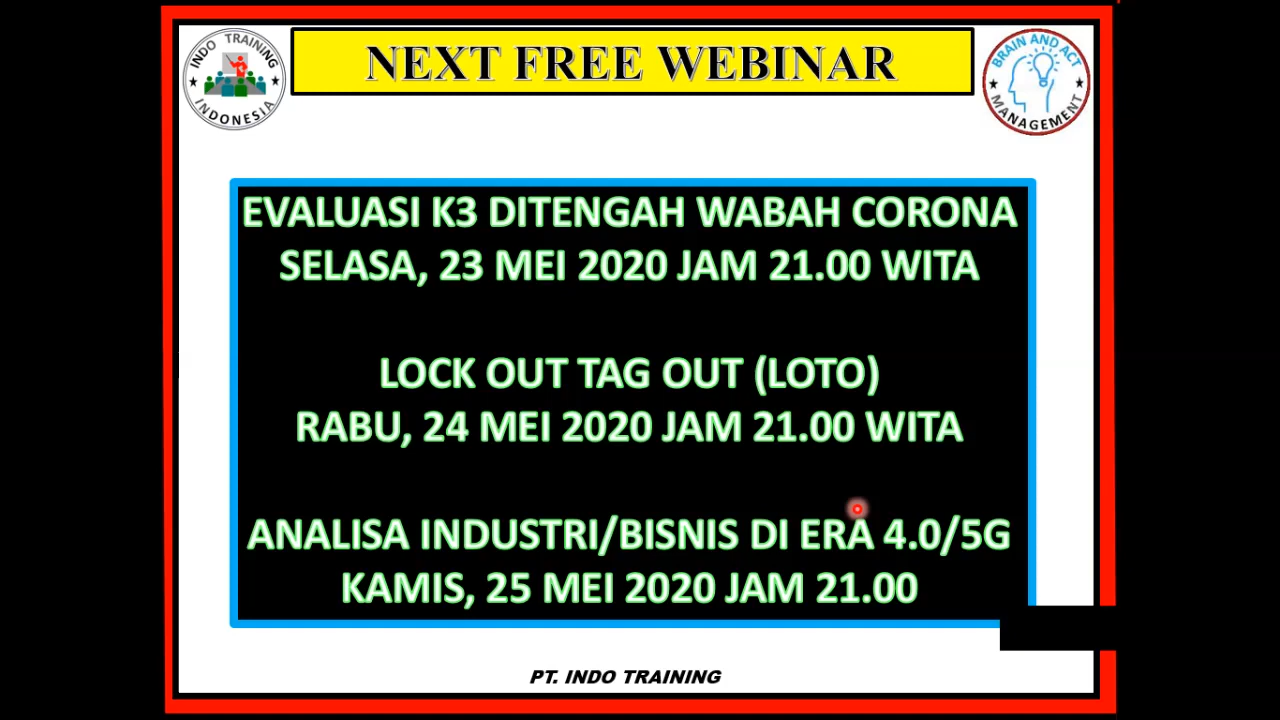 INDO TRAINING
INDONESIA
NEXT FREE WEBINAR
BRAIN AND ACT
MANAGEMENT
EVALUASI K3 DITENGAH WABAH CORONA
SELASA, 23 MEI 2020 JAM 21.00 WITA
LOCK OUT TAG OUT (LOTO)
RABU, 24 MEI 2020 JAM 21.00 WITA
ANALISA INDUSTRI/BISNIS DI ERA 4.0/5G
KAMIS, 25 MEI 2020 JAM 21.00
PT. INDO TRAINING